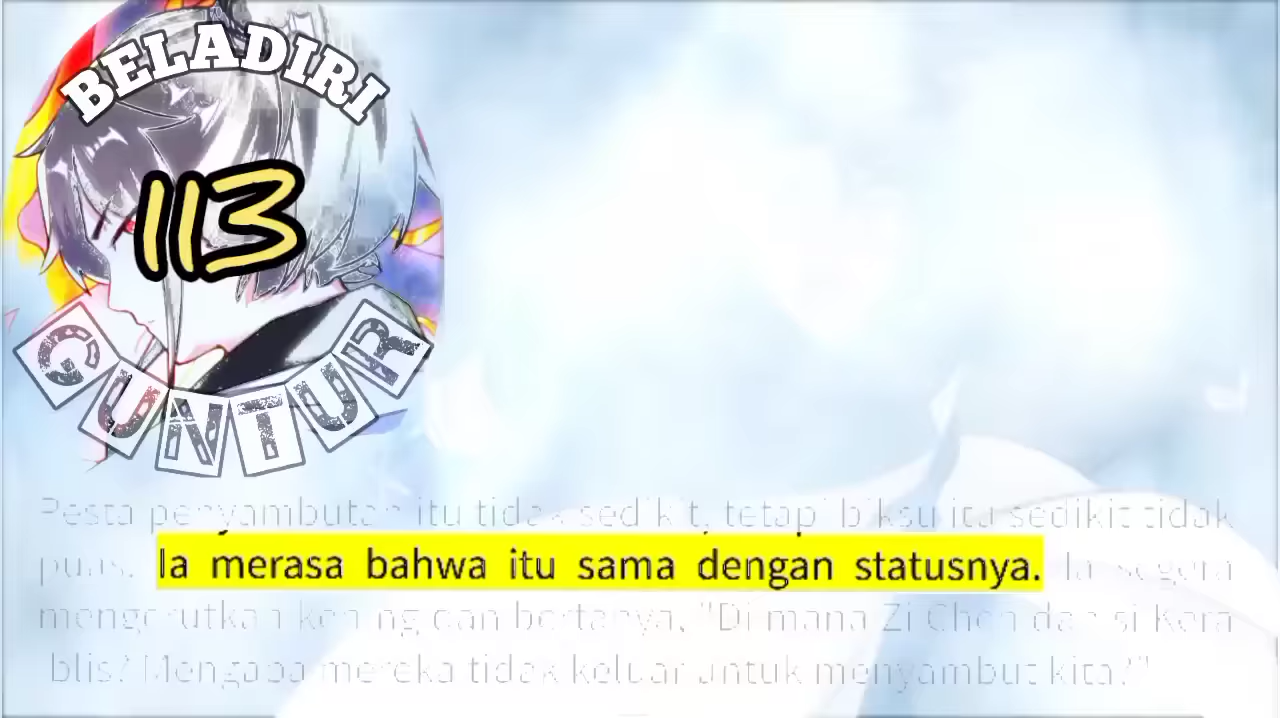 BELADIRI
113
GUNTUR
Pesta penyambutan itu tidak sedikit, tetapi biksu itu sedikit tidak
puas. Ia merasa bahwa itu sama dengan statusnya. Ia segera
mengerutkan kening dan bertanya, "Di mana Zi Chen dan si Kera
Iblis? Mengapa mereka tidak keluar untuk menyambut kita?"